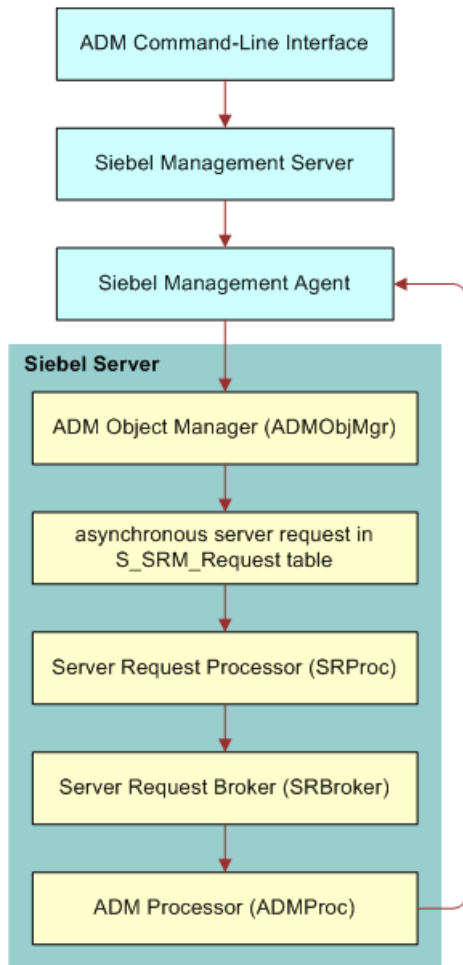 ADM Command-Line Interface
Siebel Management Server
Siebel Management Agent
Siebel Server
ADM Object Manager (ADMObjMgr)
asynchronous server request in
S_SRM_Request table
Server Request Processor (SRProc)
Server Request Broker (SRBroker)
ADM Processor (ADMProc)